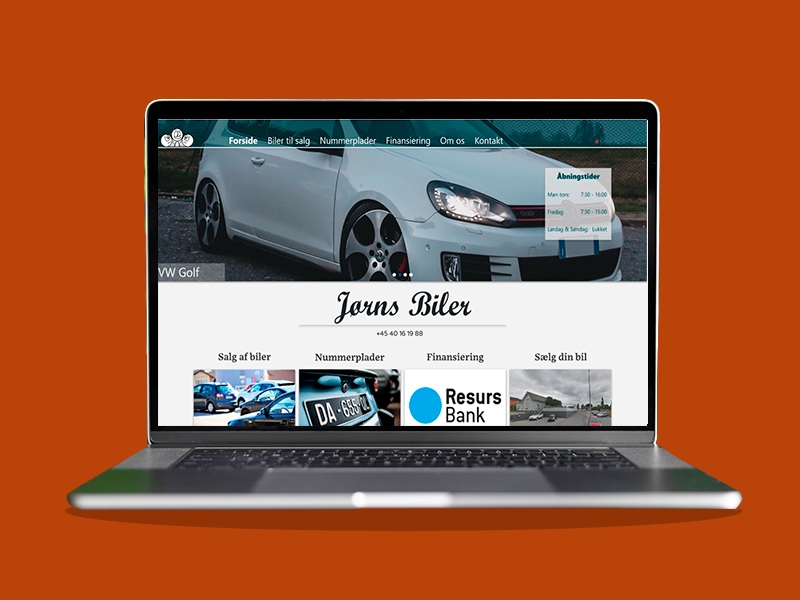 Forside Biler til salg Nummerplader Finansiering Om os Kontakt
Åbningstider
Man-tors: 7:30 - 16:00
Fredag: 7:30 - 15:00
Lørdag & Søndag: Lukket
VW Golf
Jørns Biler
+45 40 16 19 88
Salg af biler Nummerplader Finansiering Sælg din bil
DA-655
Resurs
Bank